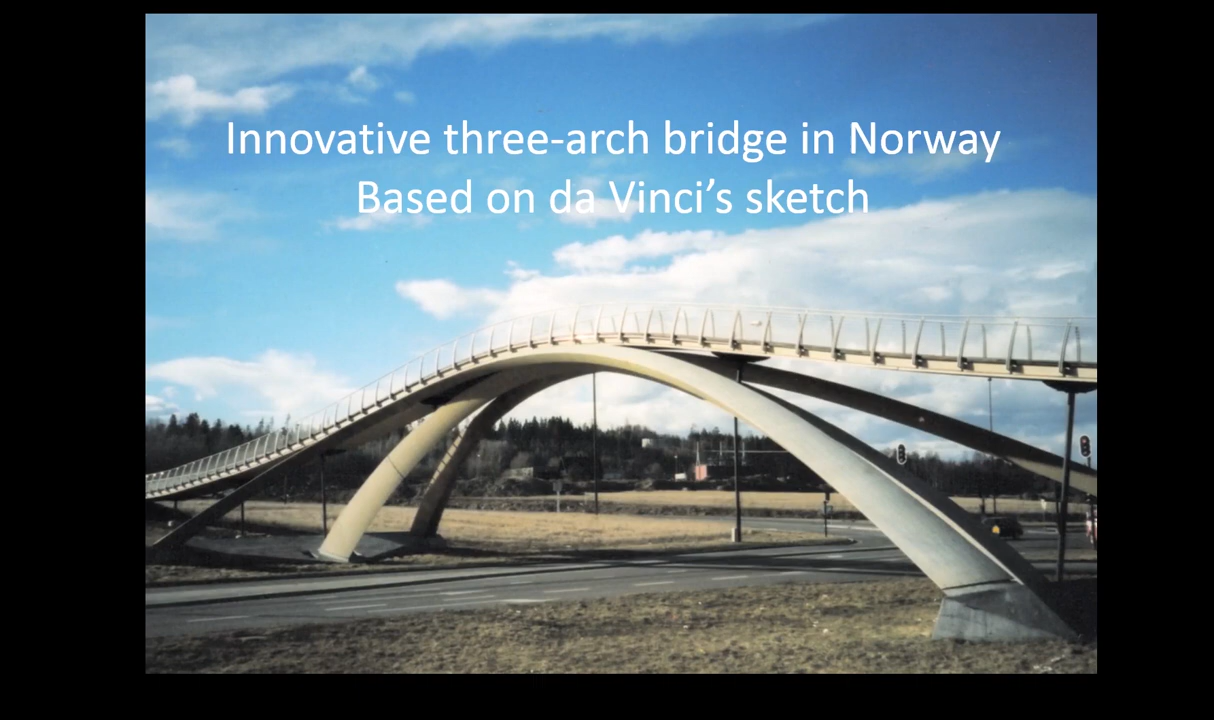 Innovative three-arch bridge in Norway
Based on da Vinci’s sketch